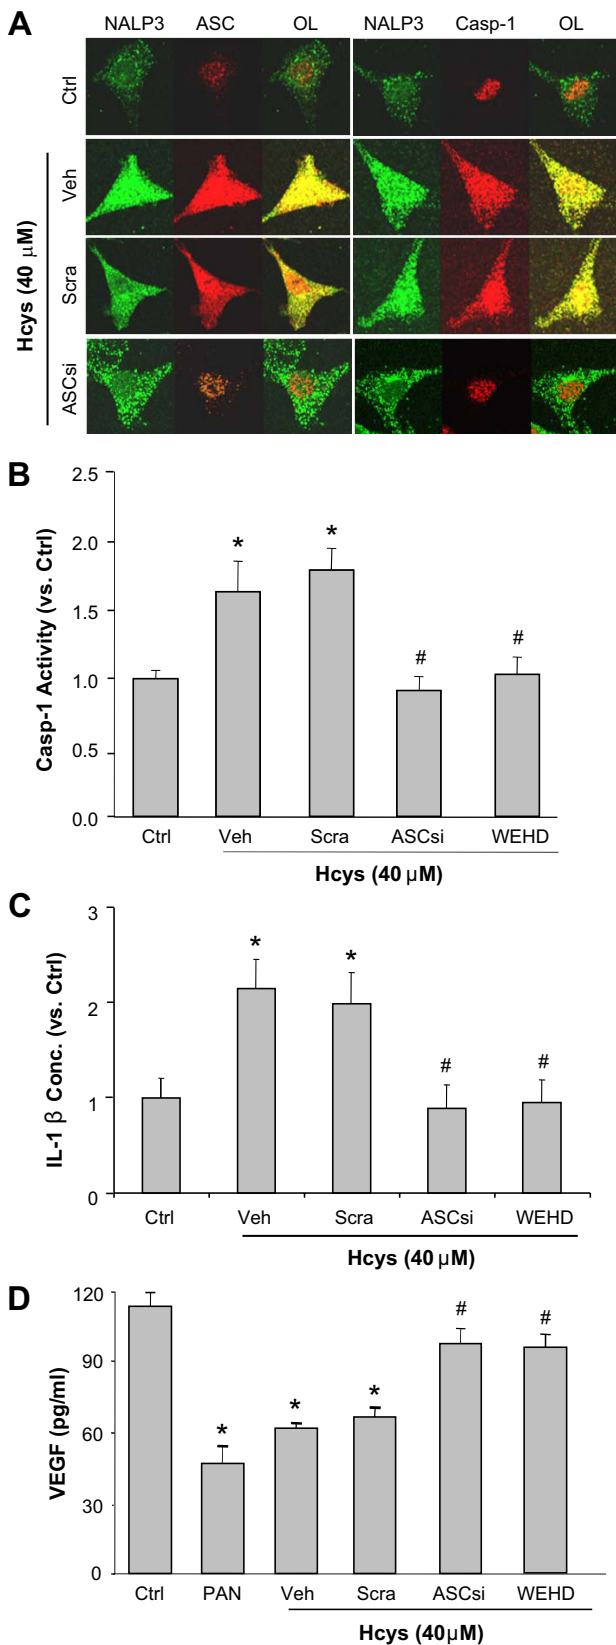 A
NALP3 ASC OL NALP3 Casp-1 OL
Ctrl
Veh
Scra
ASCsi
Hcys (40 μM)
B
Casp-1 Activity (vs. Ctrl)
2.5
2.0
1.5
1.0
0.5
0.0
* * # #
Ctrl Veh Scra ASCsi WEHD
Hcys (40 μM)
C
IL-1 β Conc. (vs. Ctrl)
3
2
1
0
* * # #
Ctrl Veh Scra ASCsi WEHD
Hcys (40 μM)
D
VEGF (pg/ml)
120
90
60
30
0
* * * # #
Ctrl PAN Veh Scra ASCsi WEHD
Hcys (40μM)